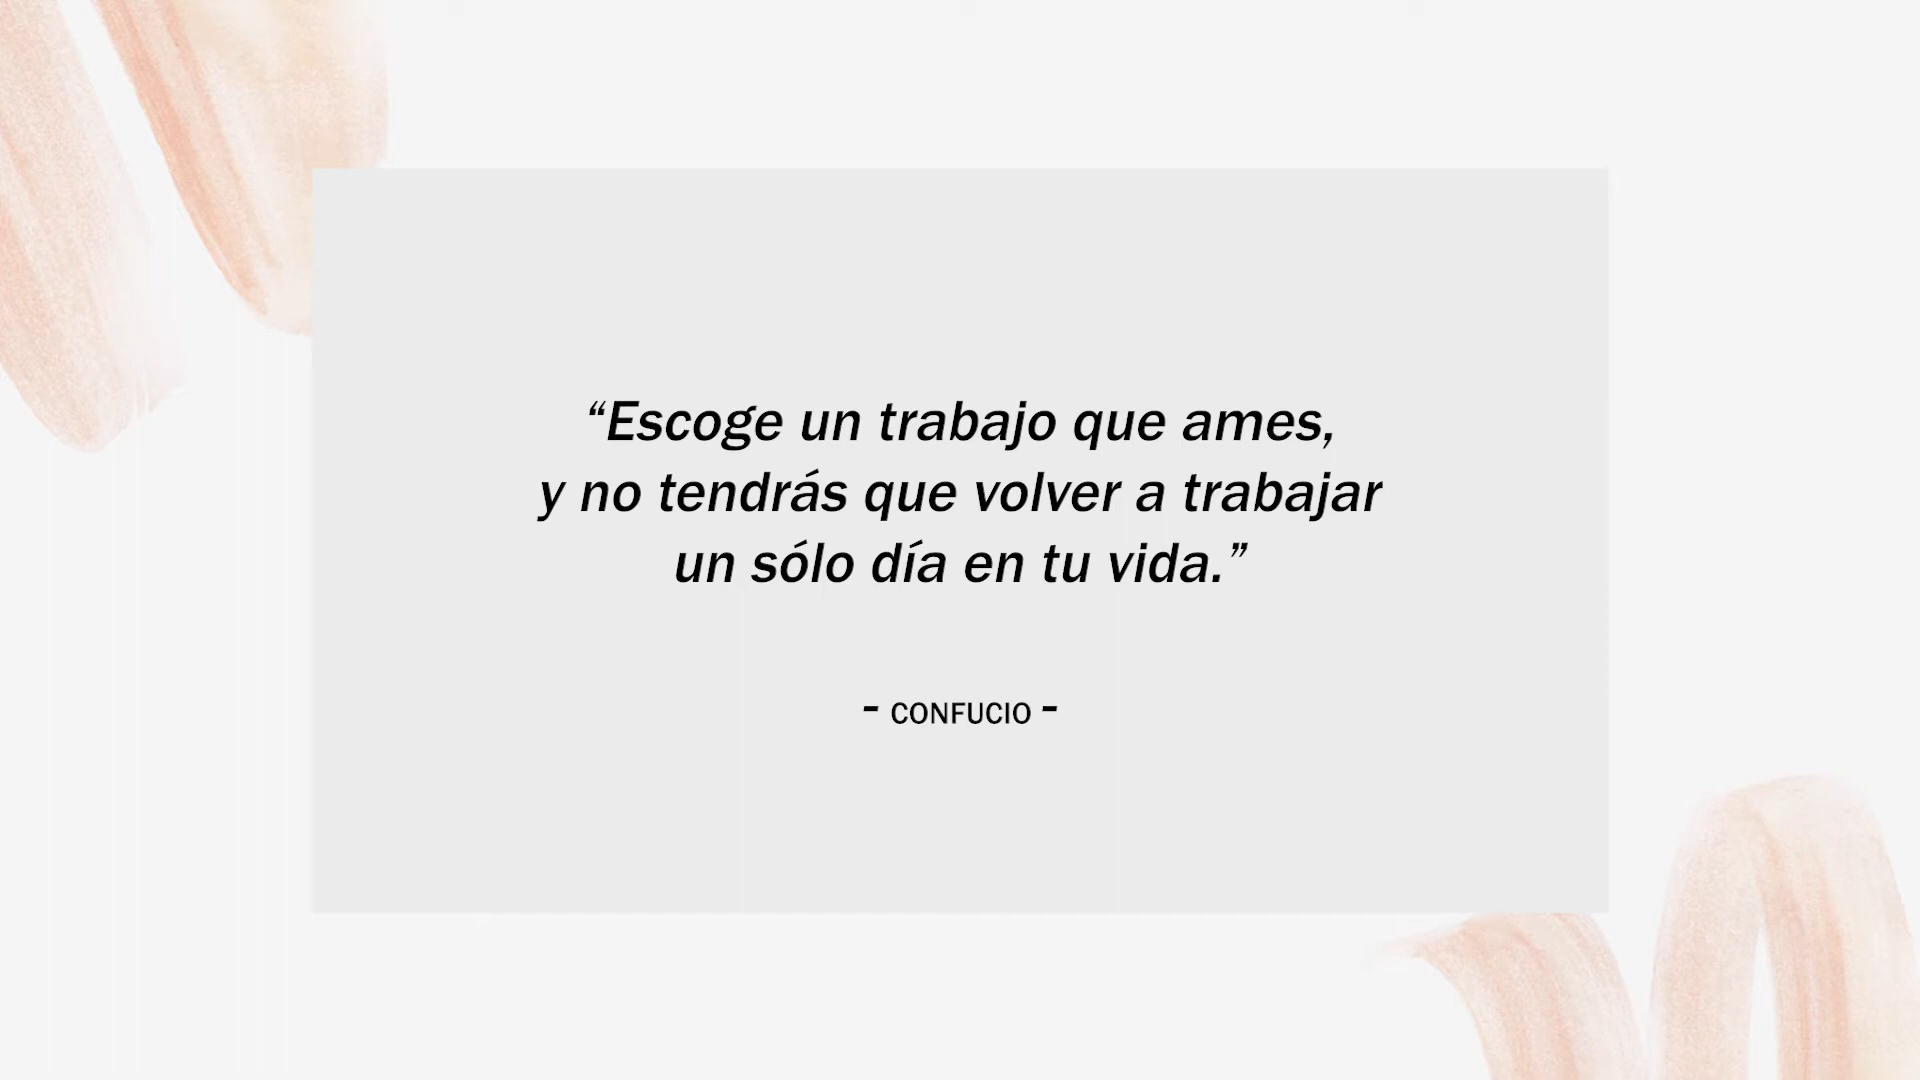 “Escoge un trabajo que ames,
y no tendrás que volver a trabajar
un sólo día en tu vida.”
- CONFUCIO -